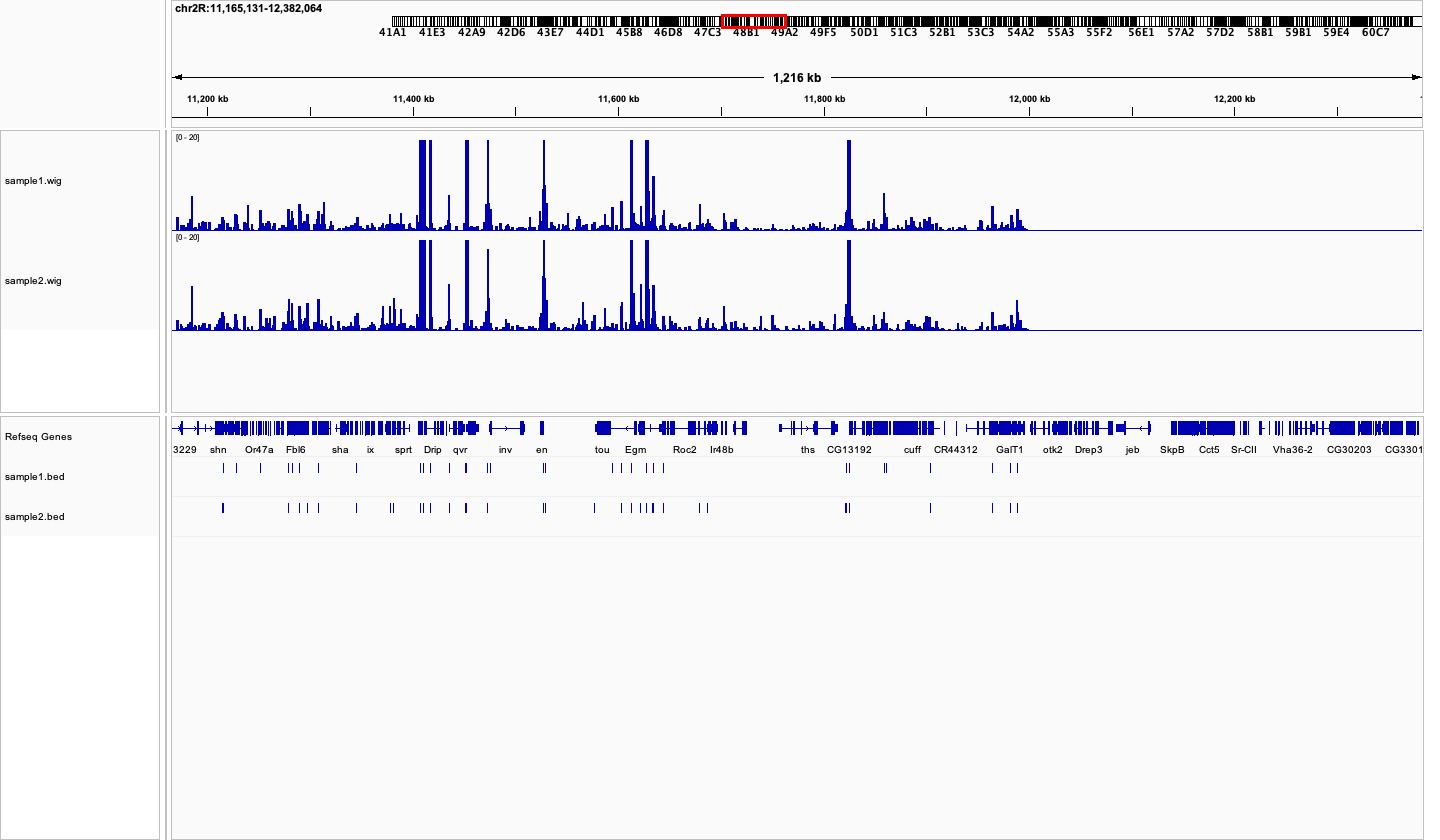 chr2R:11,165,131-12,382,064
41A1 41E3 42A9 42D6 43E7 44D1 45B8 46D8 47C3 48B1 49A2 49F5 50D1 51C3 52B1 53C3 54A2 55A3 55F2 56E1 57A2 57D2 58B1 59B1 59E4 60C7
1,216 kb
11,200 kb 11,400 kb 11,600 kb 11,800 kb 12,000 kb 12,200 kb
[0 - 20]
sample1.wig
[0 - 20]
sample2.wig
Refseq Genes
3229 shn Or47a Fbl6 sha ix sprt Drip qvr inv en tou Egm Roc2 Ir48b ths CG13192 cuff CR44312 GalT1 otk2 Drep3 jeb SkpB Cct5 Sr-CII Vha36-2 CG30203 CG3301
sample1.bed
sample2.bed